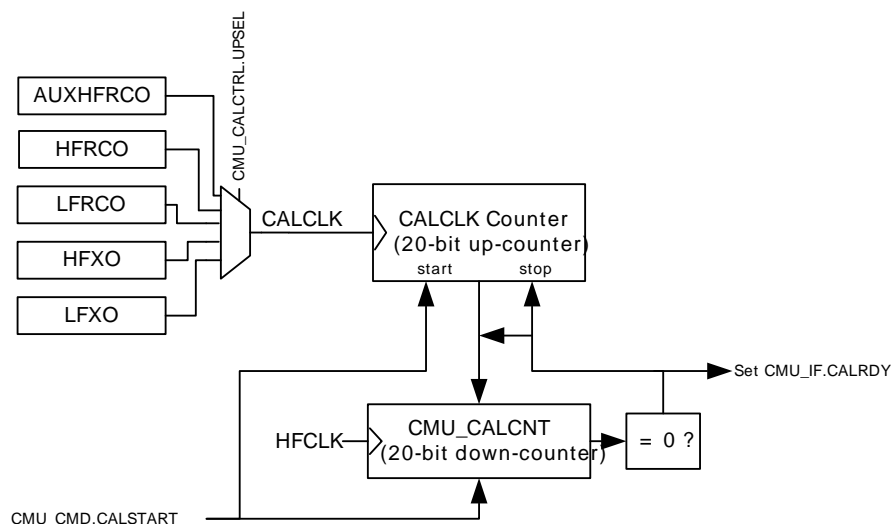 CMU_CALCTRL.UPSEL
AUXHFRCO
HFRCO
LFRCO
HFXO
LFXO
CALCLK
CALCLK Counter
(20-bit up-counter)
start
stop
Set CMU_IF.CALRDY
HFCLK
CMU_CALCNT
(20-bit down-counter)
= 0 ?
CMU_CMD.CALSTART